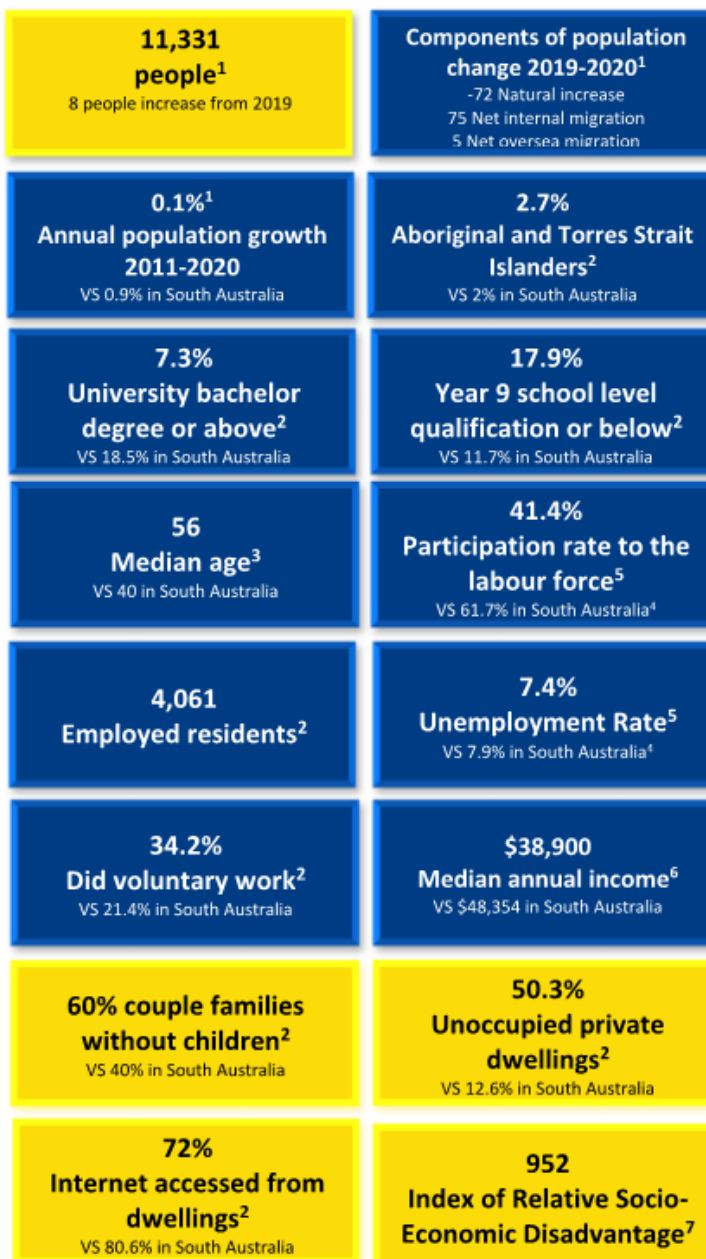 11,331
people¹
8 people increase from 2019
Components of population
change 2019-2020¹
-72 Natural increase
75 Net internal migration
5 Net oversea migration
0.1%¹
Annual population growth
2011-2020
VS 0.9% in South Australia
2.7%
Aboriginal and Torres Strait
Islanders²
VS 2% in South Australia
7.3%
University bachelor
degree or above²
VS 18.5% in South Australia
17.9%
Year 9 school level
qualification or below²
VS 11.7% in South Australia
56
Median age³
VS 40 in South Australia
41.4%
Participation rate to the
labour force⁵
VS 61.7% in South Australia⁴
4,061
Employed residents²
7.4%
Unemployment Rate⁵
VS 7.9% in South Australia⁴
34.2%
Did voluntary work²
VS 21.4% in South Australia
$38,900
Median annual income⁶
VS $48,354 in South Australia
60% couple families
without children²
VS 40% in South Australia
50.3%
Unoccupied private
dwellings²
VS 12.6% in South Australia
72%
Internet accessed from
dwellings²
VS 80.6% in South Australia
952
Index of Relative Socio-
Economic Disadvantage⁷